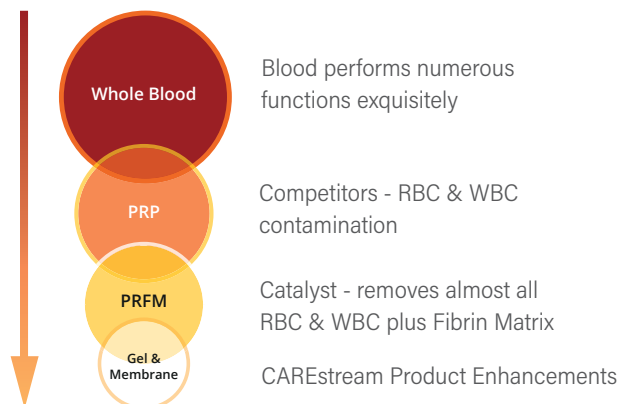 Whole Blood
Blood performs numerous
functions exquisitely
PRP
Competitors - RBC & WBC
contamination
PRFM
Catalyst - removes almost all
RBC & WBC plus Fibrin Matrix
Gel &
Membrane
CAREstream Product Enhancements